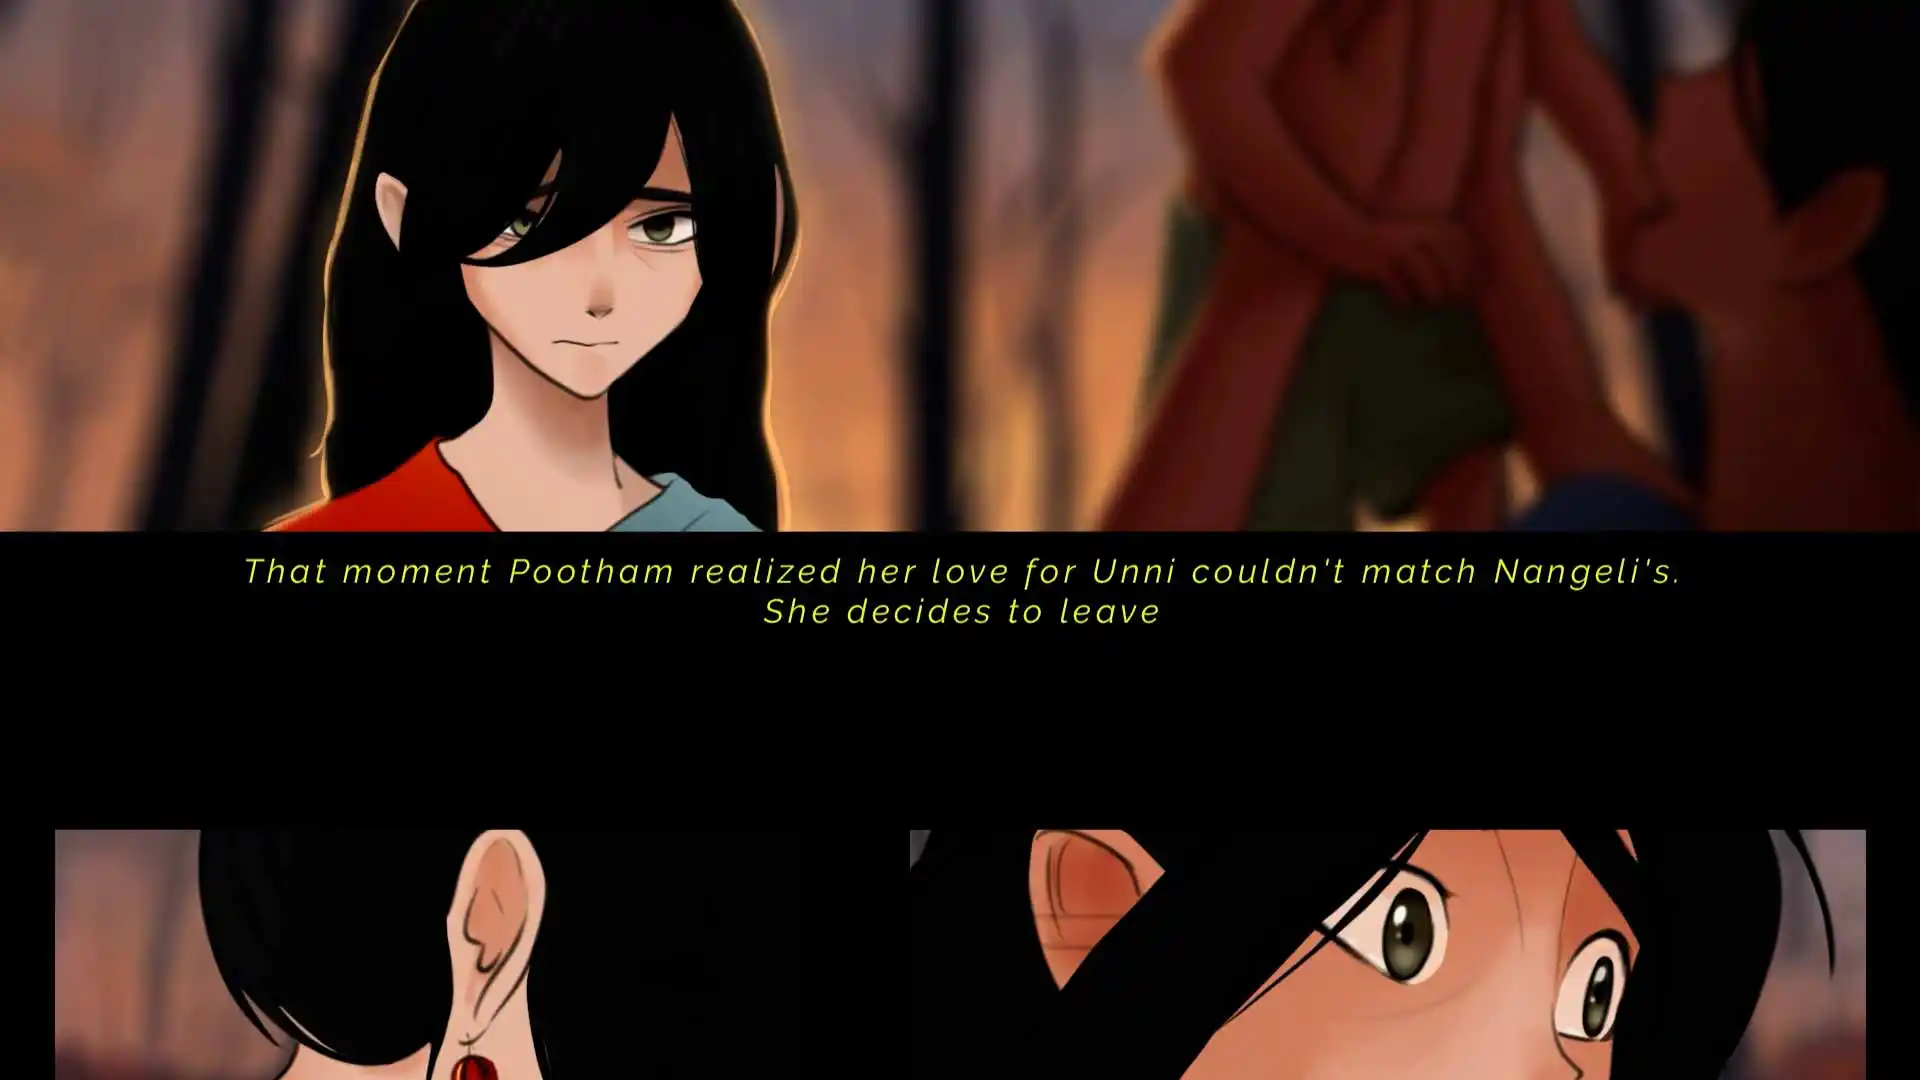 That moment Pootham realized her love for Unni couldn't match Nangeli's.
She decides to leave